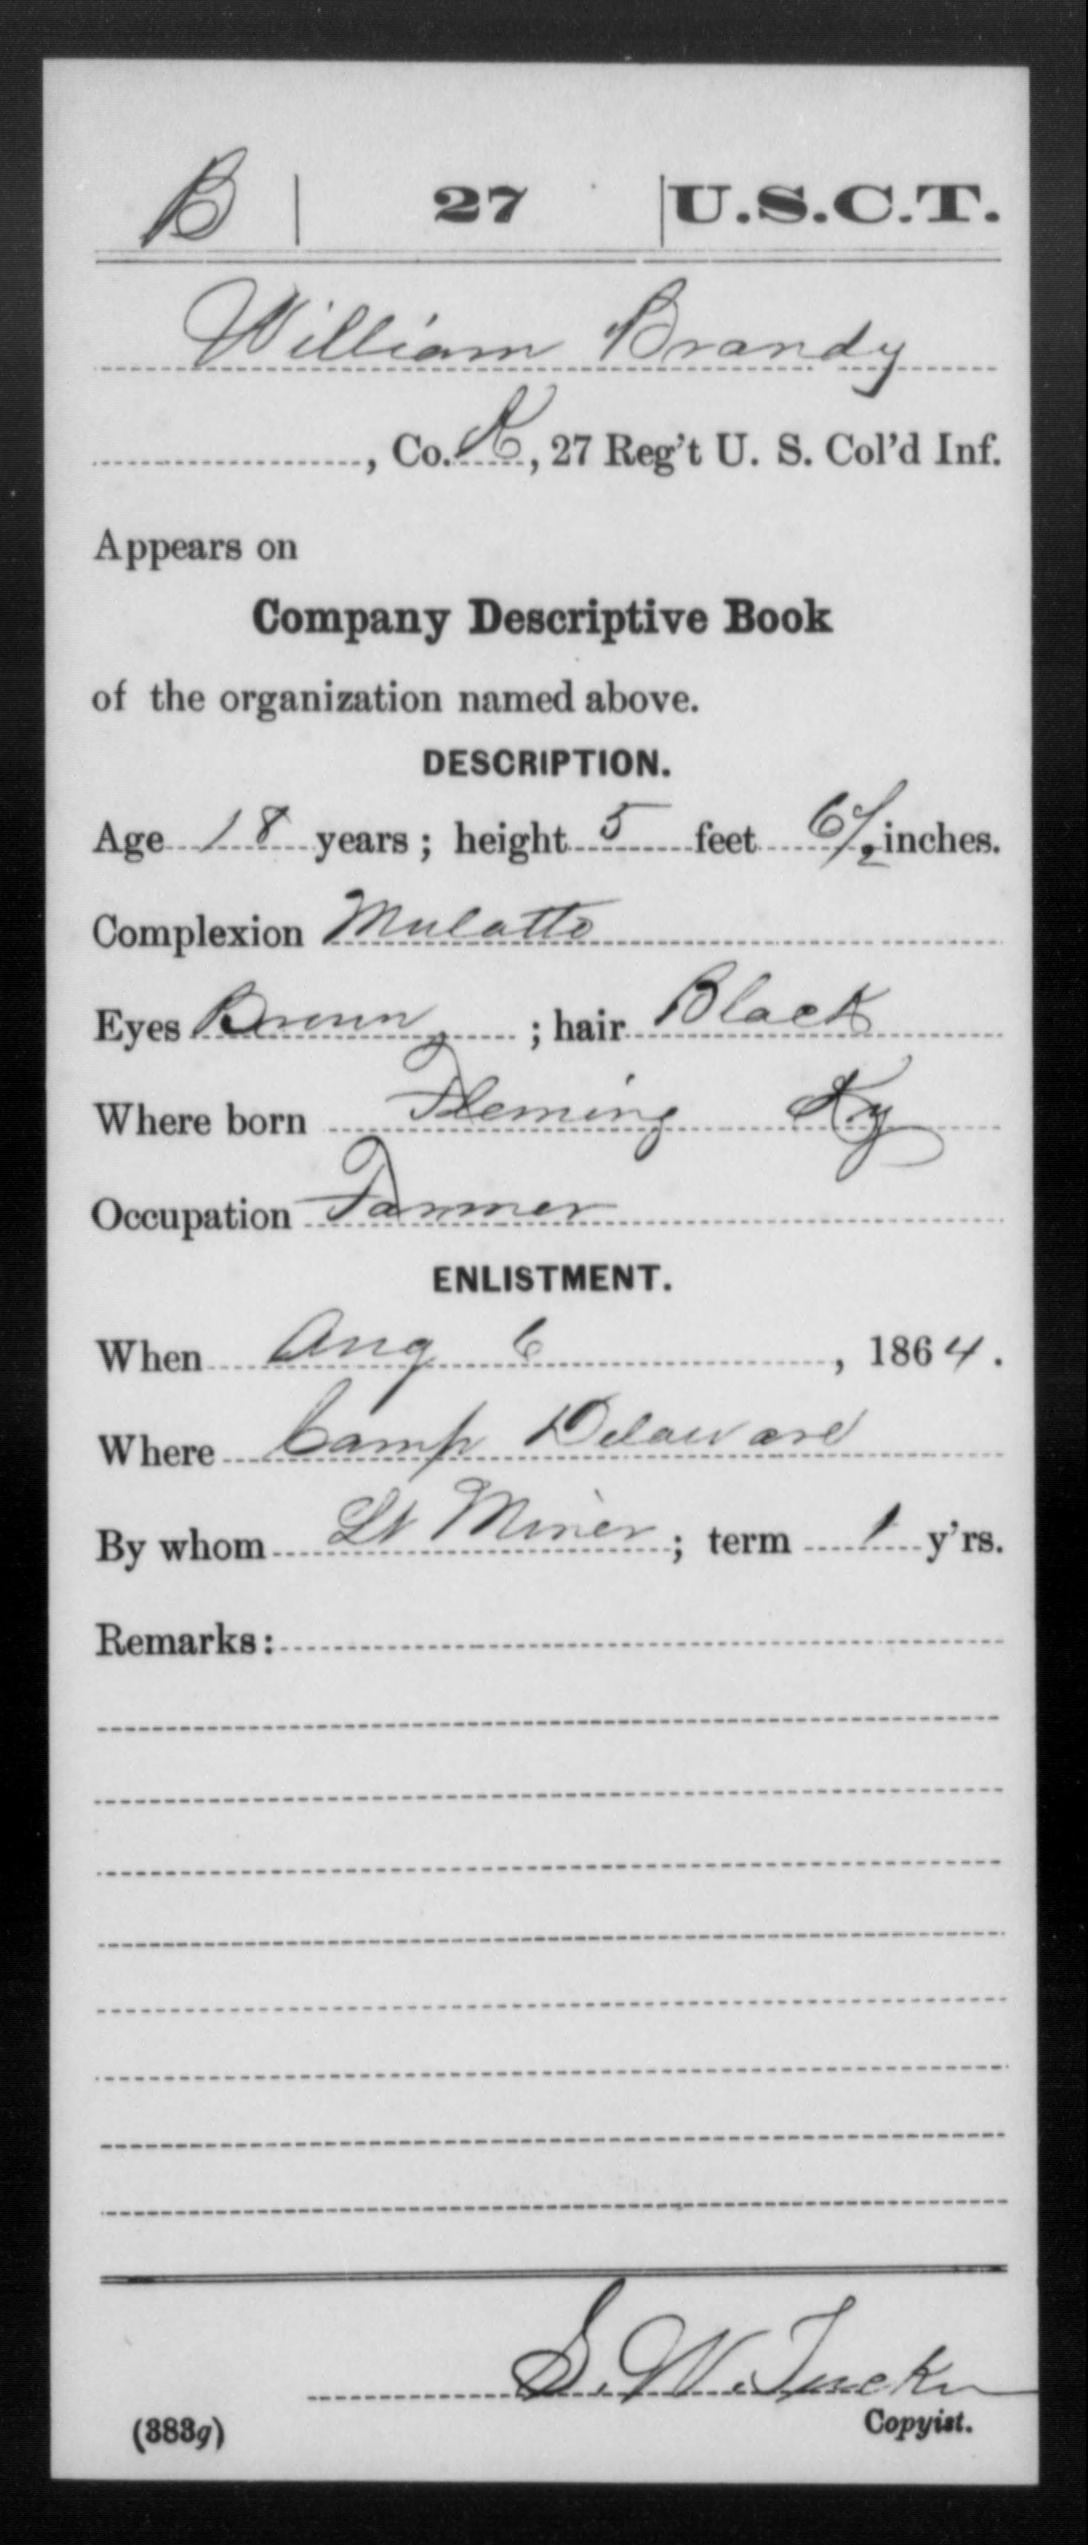 B | 27 | U.S.C.T.
William Brandy
, Co. K, 27 Reg't U. S. Col'd Inf.
Appears on
Company Descriptive Book
of the organization named above.
DESCRIPTION.
Age 18 years; height 5 feet 6 1/2 inches.
Complexion Mulatto
Eyes Brown; hair Black
Where born Fleming Ky
Occupation Farmer
ENLISTMENT.
When Aug 6, 1864.
Where Camp Delaware
By whom Lt Miner; term 1 y'rs.
Remarks:
S. W. Tucker
(383g) Copyist.